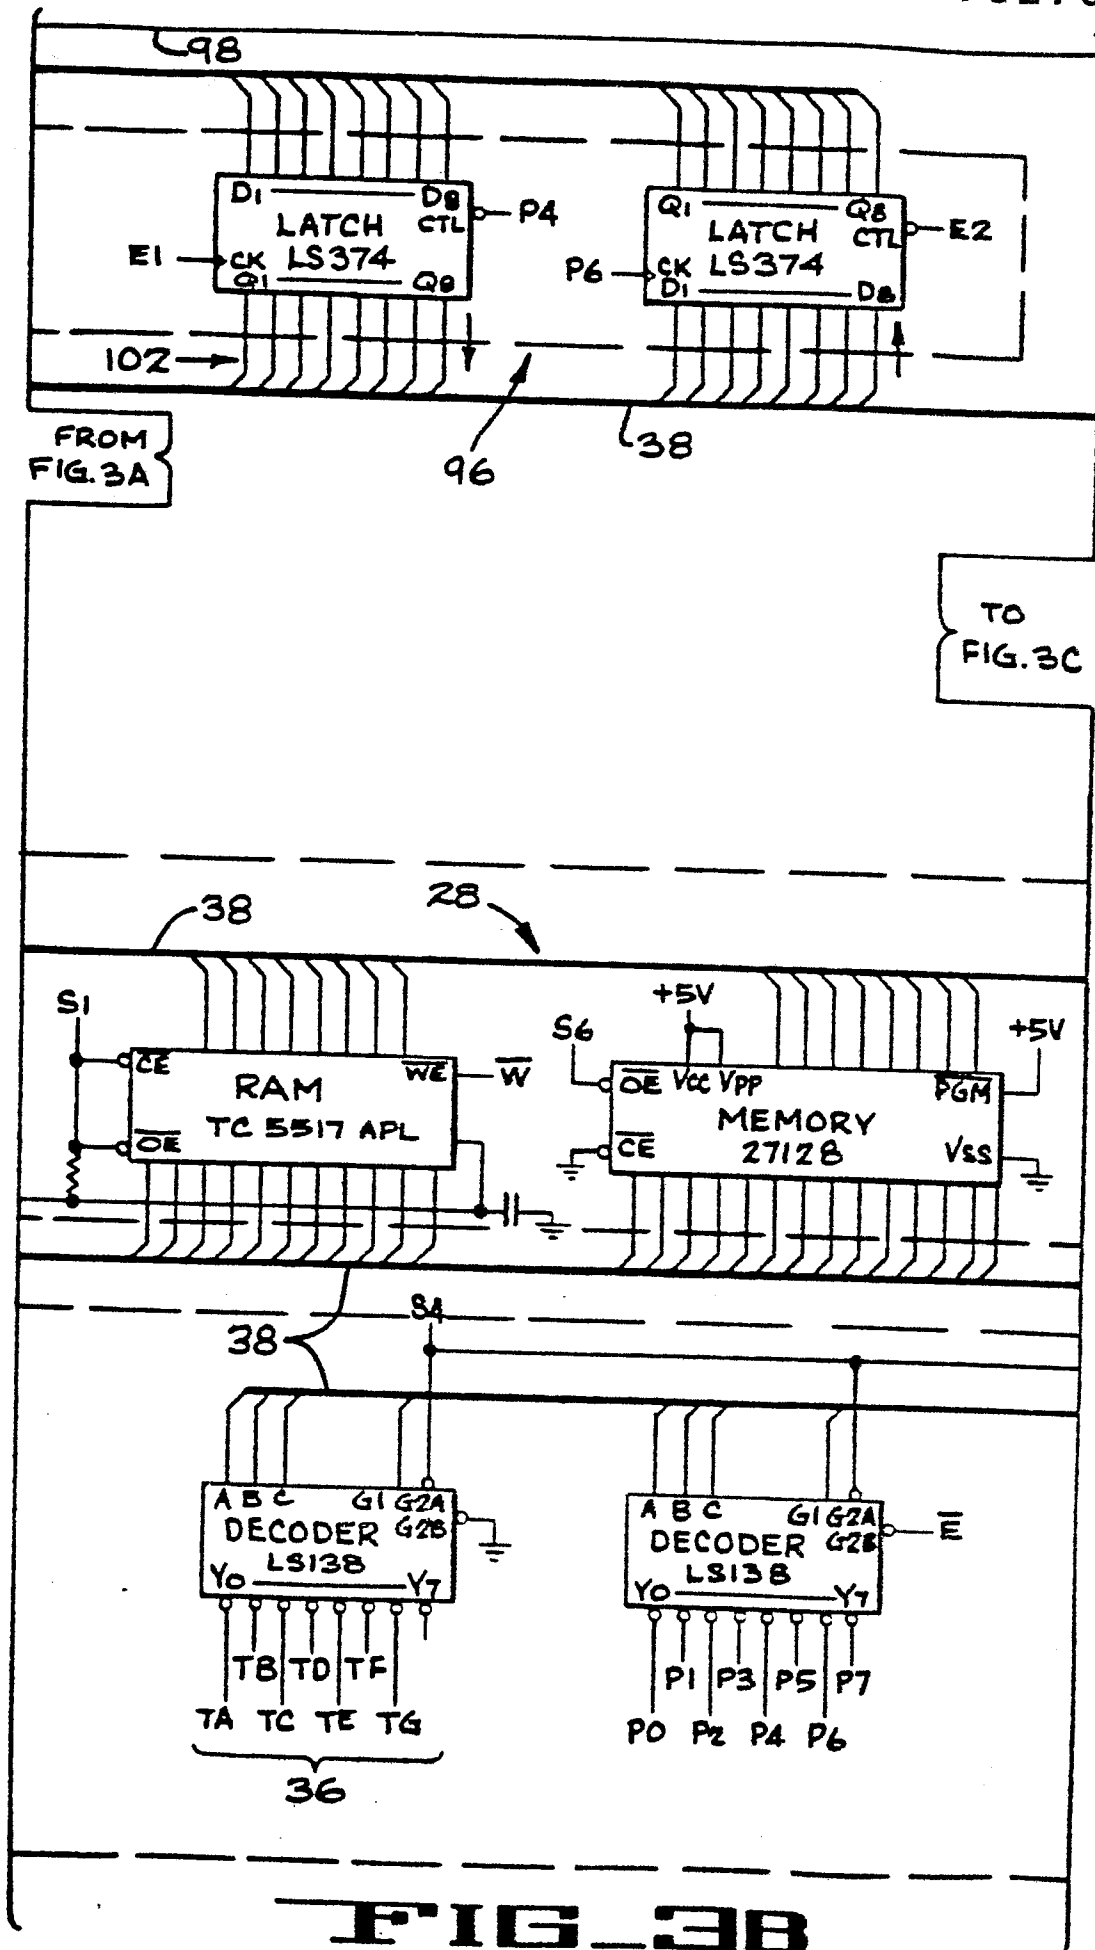 98
D1 D8
LATCH CTL P4
E1 CK LS374
Q1 Q8
Q1 Q8
LATCH CTL E2
P6 CK LS374
D1 D8
102
96
38
FROM
FIG.3A
TO
FIG.3C
38
28
S1
CE WE W
RAM
TC 5517 APL
OE
+5V
S6
+5V
OE VCC VPP PGM
MEMORY
CE 27128 VSS
38
S4
A B C G1 G2A
DECODER G2B
LS138
Y0 Y7
TB TD TF
TA TC TE TG
36
A B C G1 G2A
DECODER G2B E
LS138
Y0 Y7
P1 P3 P5 P7
P0 P2 P4 P6
FIG_3B